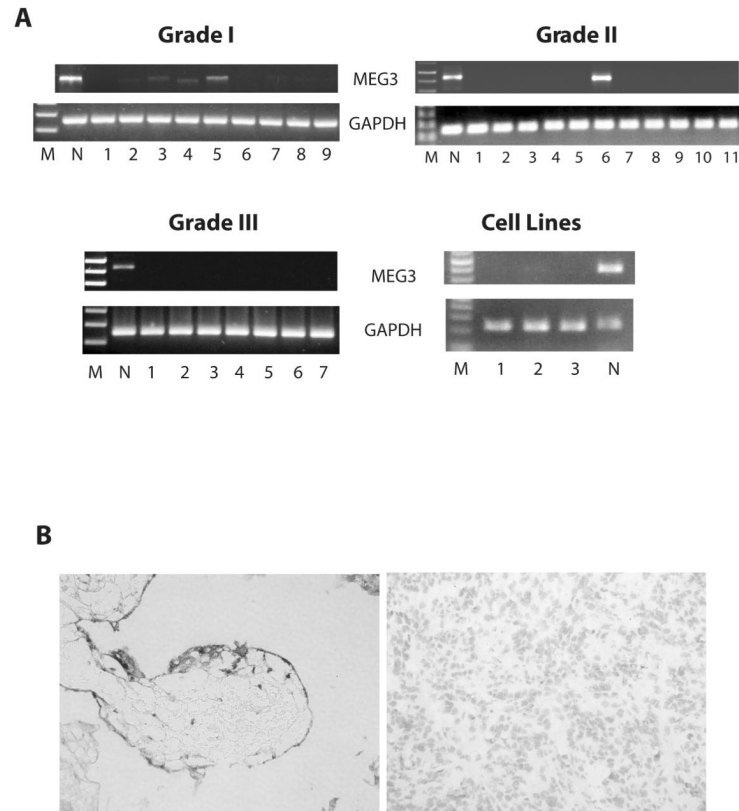 A
Grade I
Grade II
MEG3
GAPDH
M N 1 2 3 4 5 6 7 8 9
M N 1 2 3 4 5 6 7 8 9 10 11
Grade III
Cell Lines
MEG3
GAPDH
M N 1 2 3 4 5 6 7
M 1 2 3 N
B